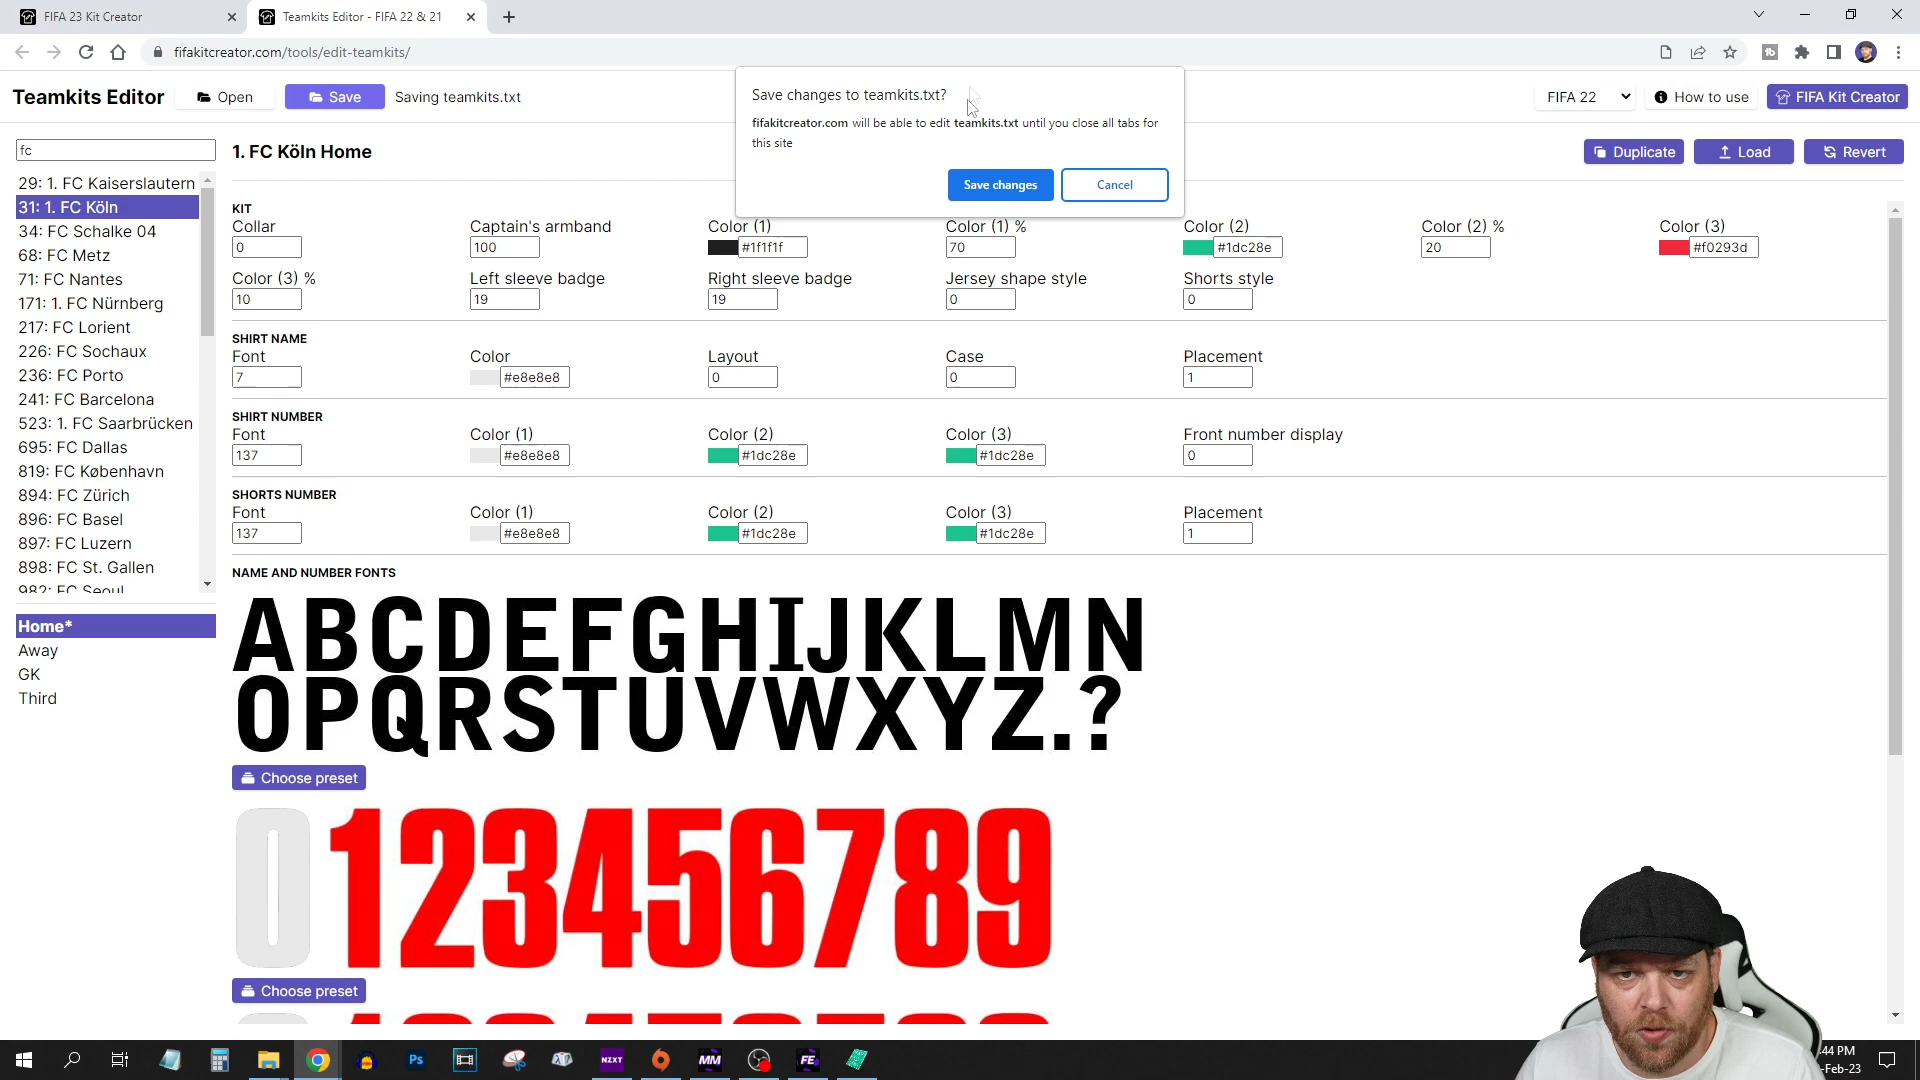 FIFA 23 Kit Creator
Teamkits Editor - FIFA 22 & 21
fifakitcreator.com/tools/edit-teamkits/
Teamkits Editor
Open
Save
Saving teamkits.txt
FIFA 22
How to use
FIFA Kit Creator
Save changes to teamkits.txt?
fifakitcreator.com will be able to edit teamkits.txt until you close all tabs for
this site
Save changes
Cancel
fc
29: 1. FC Kaiserslautern
31: 1. FC Köln
34: FC Schalke 04
68: FC Metz
71: FC Nantes
171: 1. FC Nürnberg
217: FC Lorient
226: FC Sochaux
236: FC Porto
241: FC Barcelona
523: 1. FC Saarbrücken
695: FC Dallas
819: FC København
894: FC Zürich
896: FC Basel
897: FC Luzern
898: FC St. Gallen
982: FC Seoul
Home*
Away
GK
Third
1. FC Köln Home
Duplicate
Load
Revert
KIT
Collar
Captain's armband
Color (1)
Color (1) %
Color (2)
Color (2) %
Color (3)
0
100
#1f1f1f
70
#1dc28e
20
#f0293d
Color (3) %
Left sleeve badge
Right sleeve badge
Jersey shape style
Shorts style
10
19
19
0
0
SHIRT NAME
Font
Color
Layout
Case
Placement
7
#e8e8e8
0
0
1
SHIRT NUMBER
Font
Color (1)
Color (2)
Color (3)
Front number display
137
#e8e8e8
#1dc28e
#1dc28e
0
SHORTS NUMBER
Font
Color (1)
Color (2)
Color (3)
Placement
137
#e8e8e8
#1dc28e
#1dc28e
1
NAME AND NUMBER FONTS
ABCDEFGHIJKLMN
OPQRSTUVWXYZ.?
Choose preset
0123456789
Choose preset
Ps
NZXT
MM
FE
:44 PM
-Feb-23